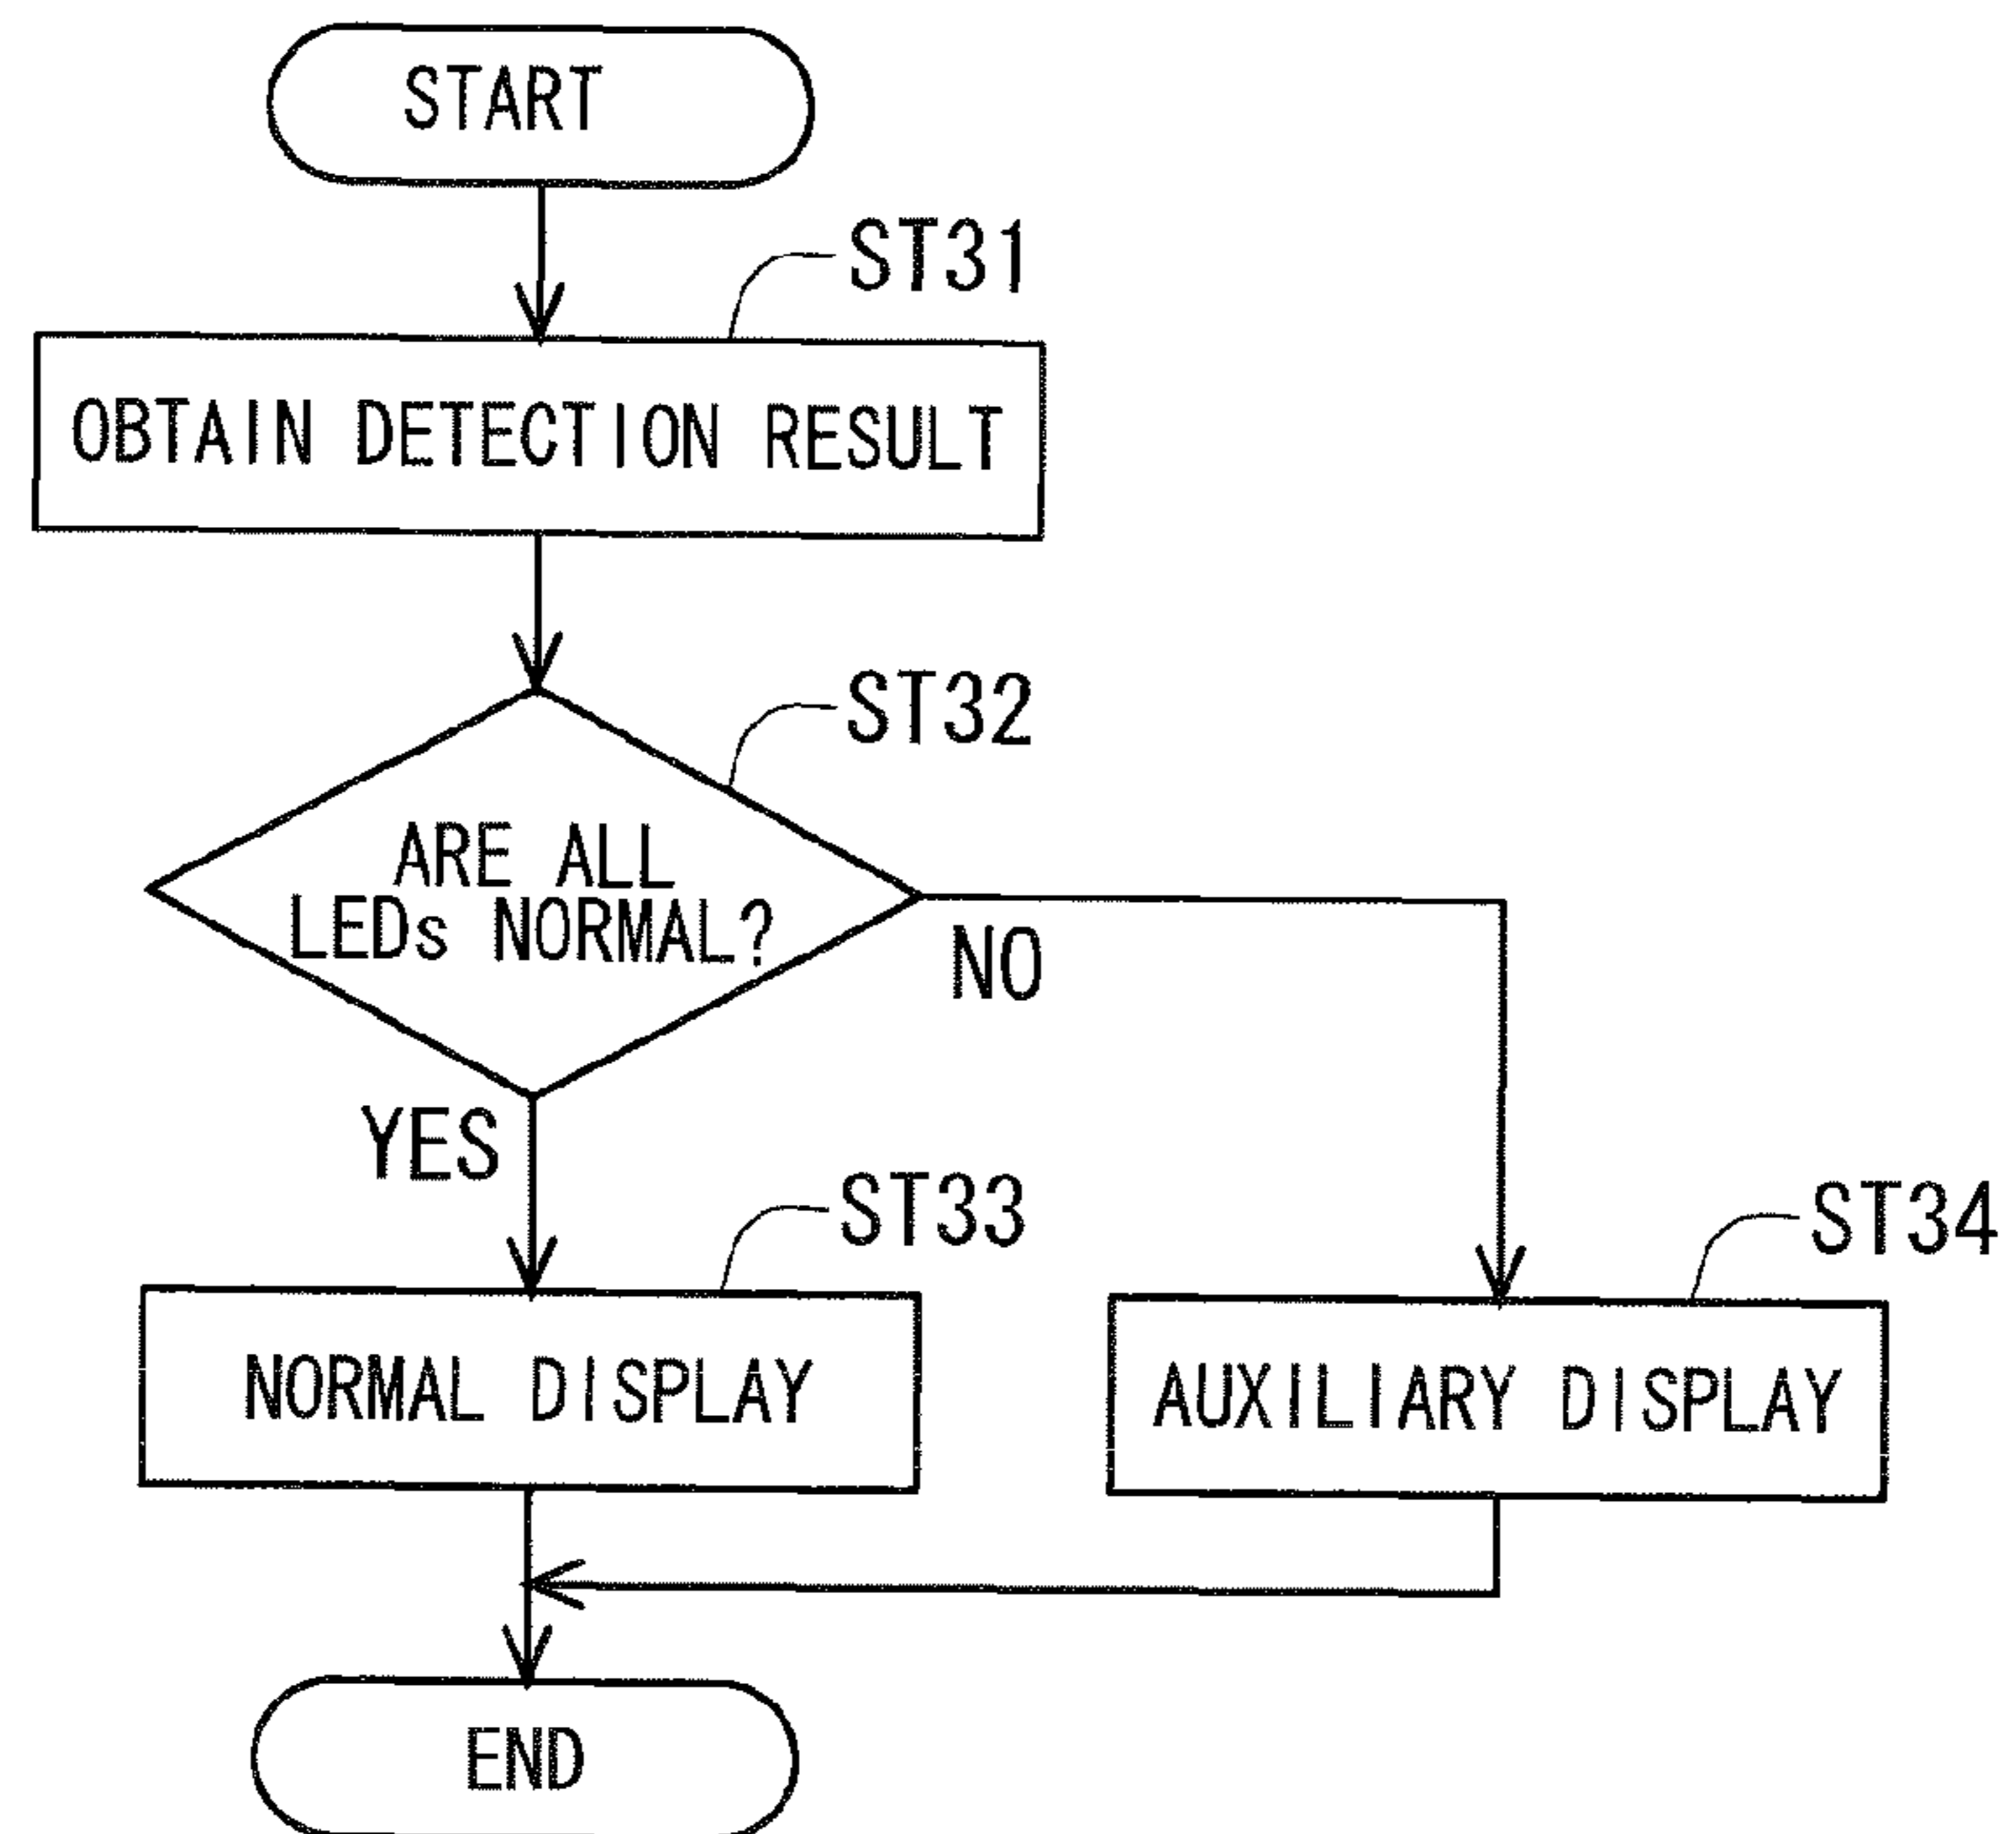 START
ST31
OBTAIN DETECTION RESULT
ST32
ARE ALL
LEDs NORMAL?
NO
YES
ST33
ST34
NORMAL DISPLAY
AUXILIARY DISPLAY
END